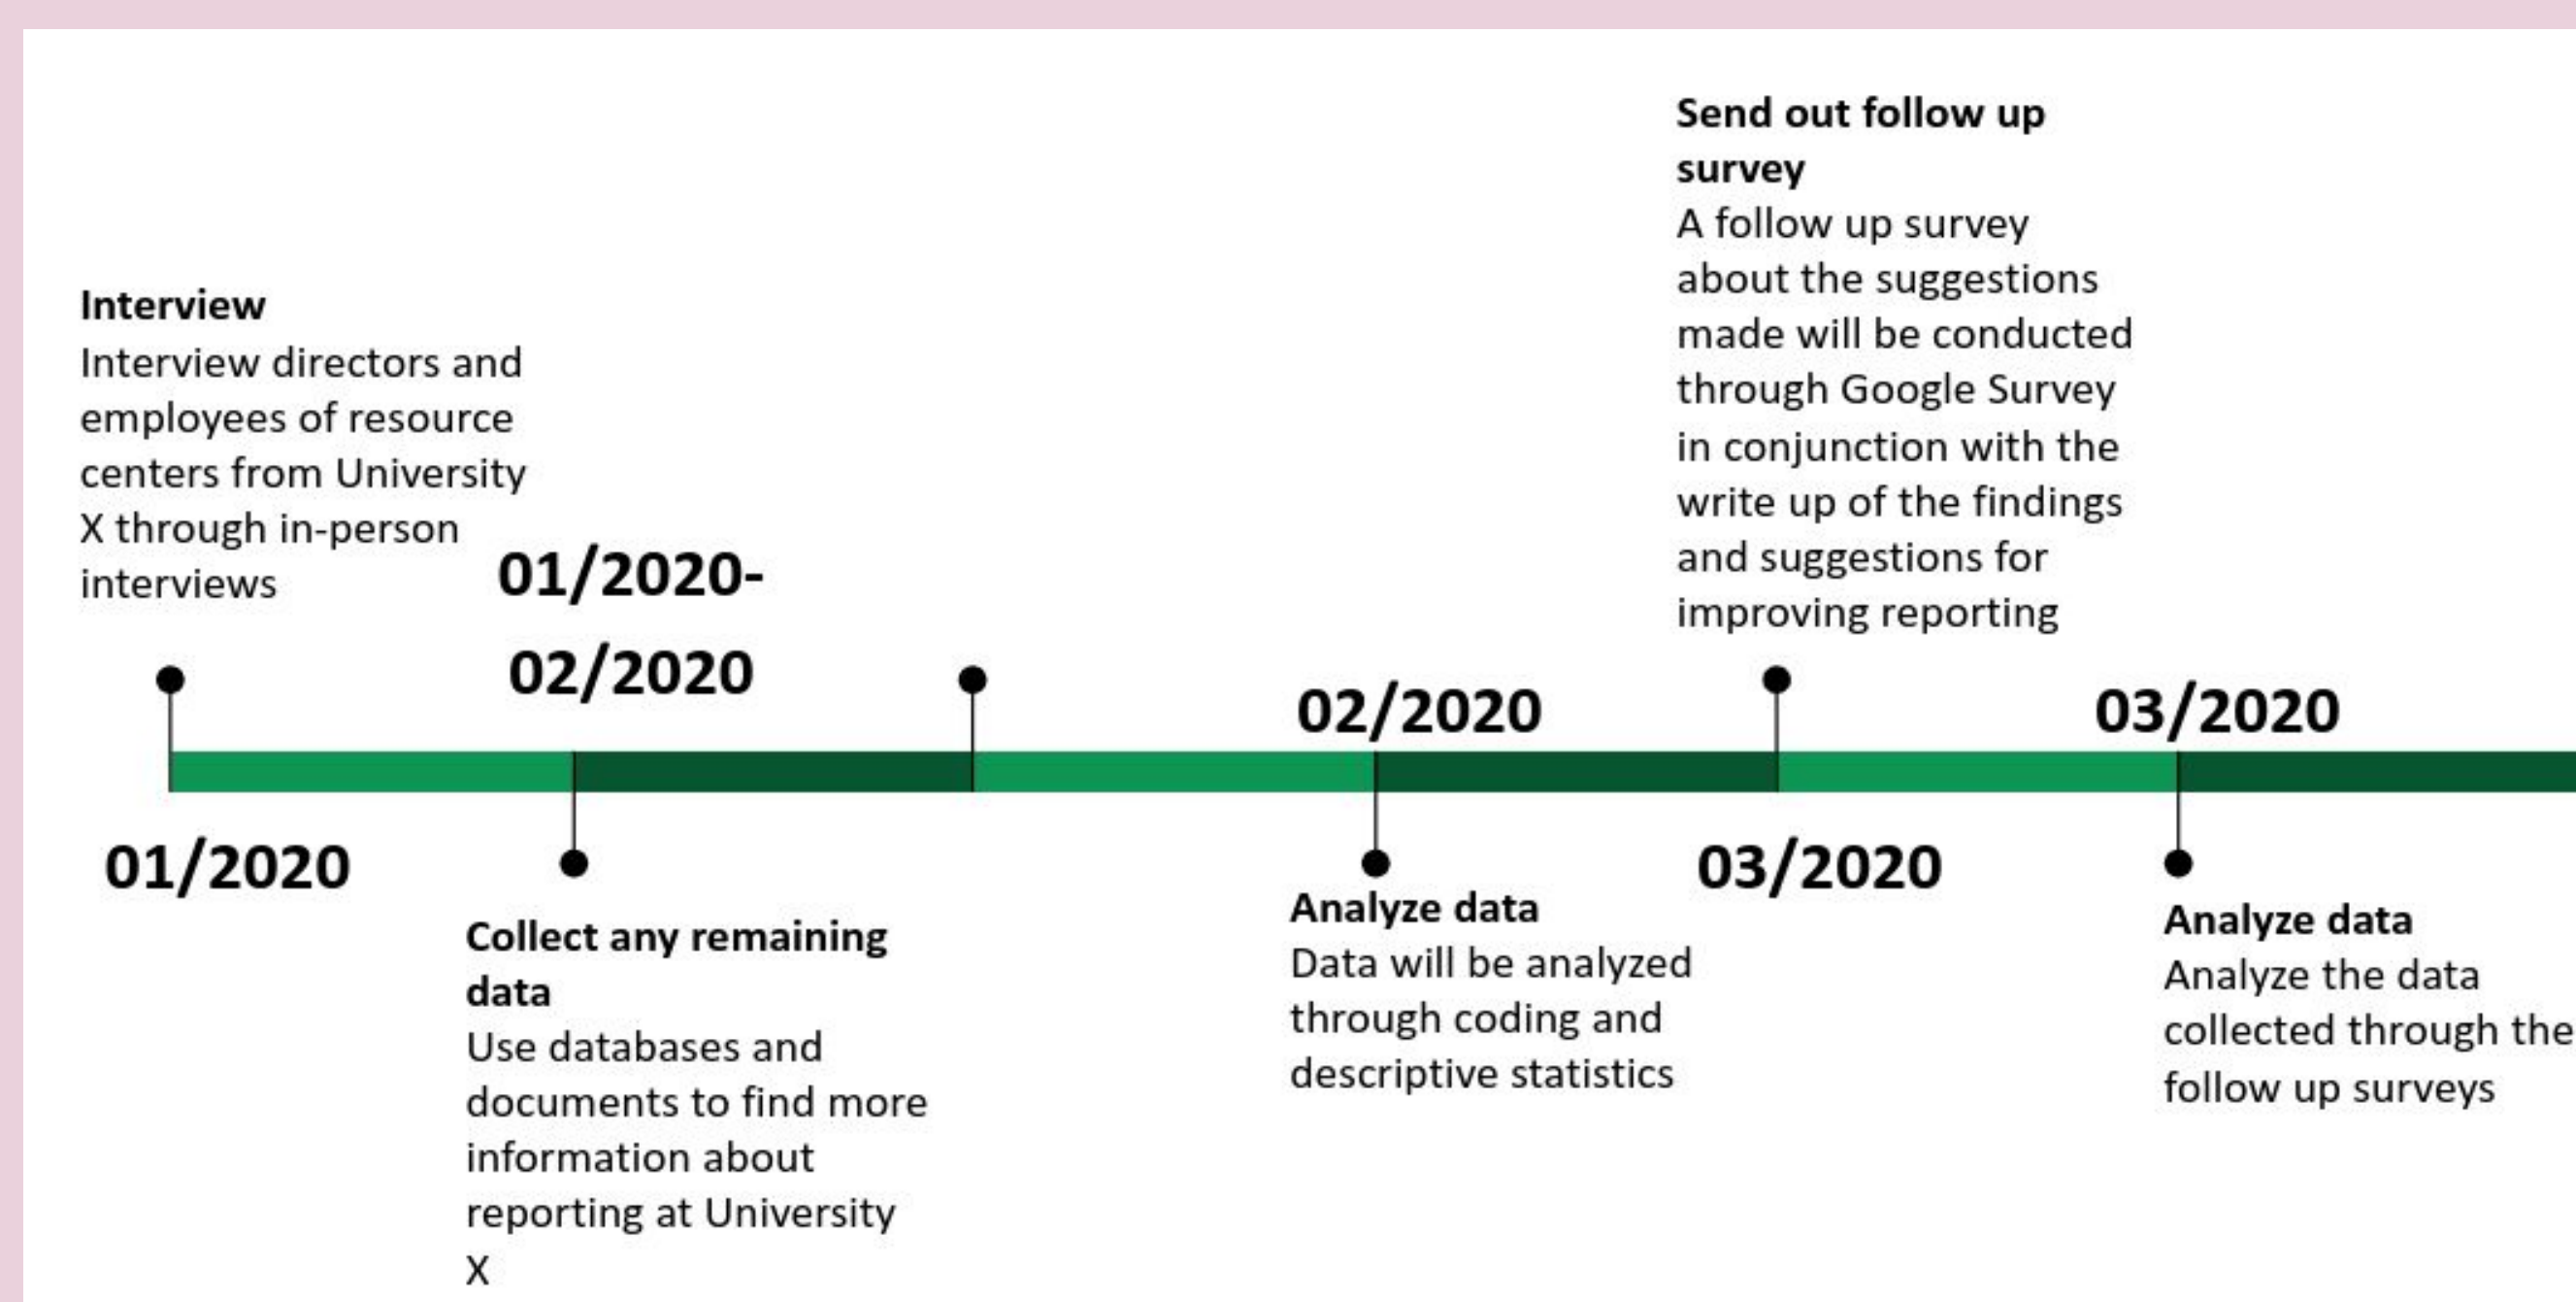 Interview
Interview directors and
employees of resource
centers from University
X through in-person
interviews
01/2020
01/2020-
02/2020
Collect any remaining
data
Use databases and
documents to find more
information about
reporting at University
X
02/2020
Analyze data
Data will be analyzed
through coding and
descriptive statistics
Send out follow up
survey
A follow up survey
about the suggestions
made will be conducted
through Google Survey
in conjunction with the
write up of the findings
and suggestions for
improving reporting
03/2020
03/2020
Analyze data
Analyze the data
collected through the
follow up surveys